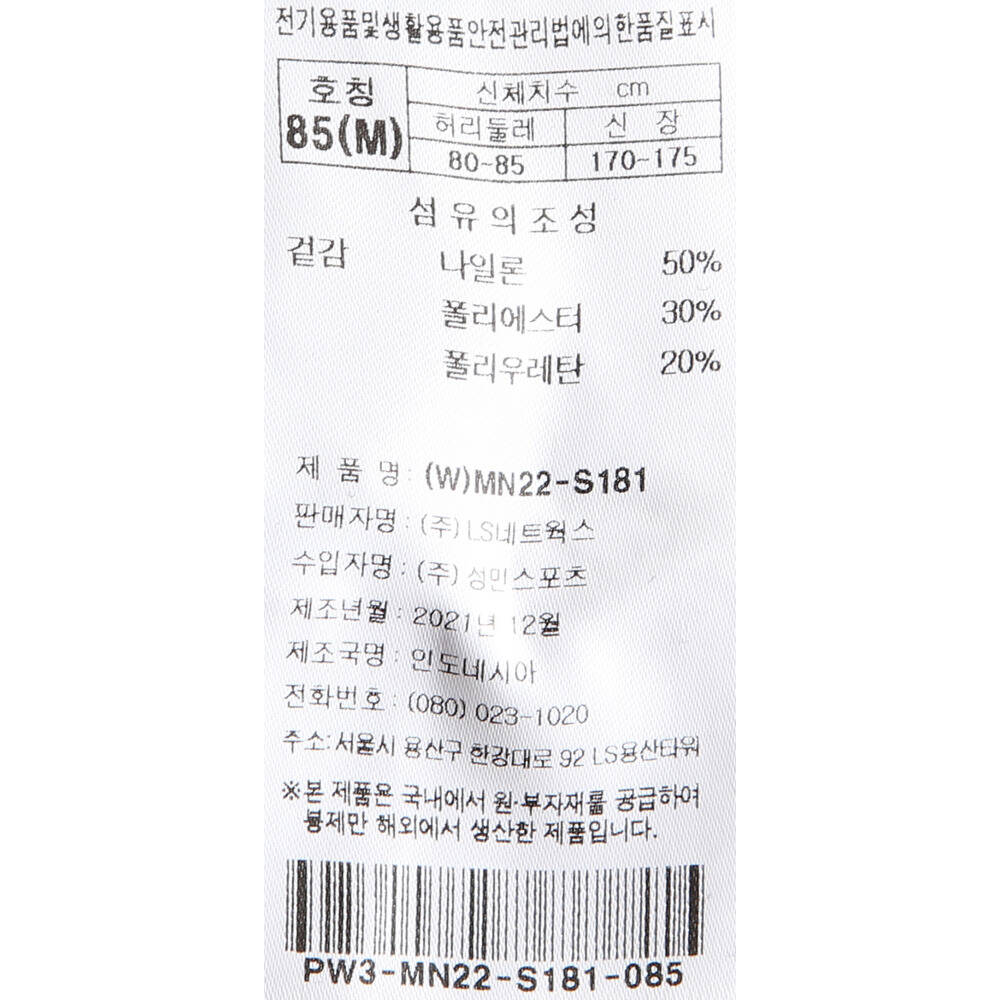 전기용품및생활용품안전관리법에의한품질표시
호칭 신체치수 cm
85(M) 허리둘레 신 장
80-85 170-175
섬유의조성
겉감 나일론 50%
폴리에스터 30%
폴리우레탄 20%
제 품 명: (W)MN22-S181
판매자명: (주) LS네트웍스
수입자명: (주) 성민스포츠
제조년월: 2021년 12월
제조국명: 인도네시아
전화번호: (080) 023-1020
주소: 서울시 용산구 한강대로 92 LS용산타워
※본 제품은 국내에서 원·부자재를 공급하여
봉제만 해외에서 생산한 제품입니다.
PW3-MN22-S181-085